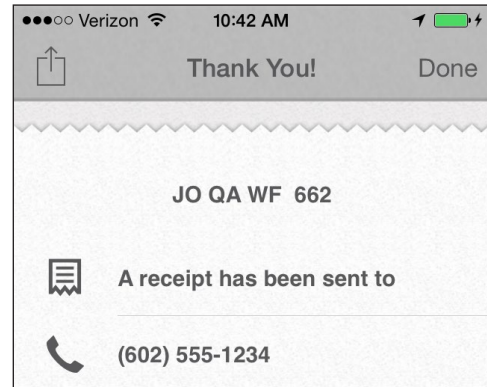 Verizon 10:42 AM
Thank You! Done
JO QA WF 662
A receipt has been sent to
(602) 555-1234